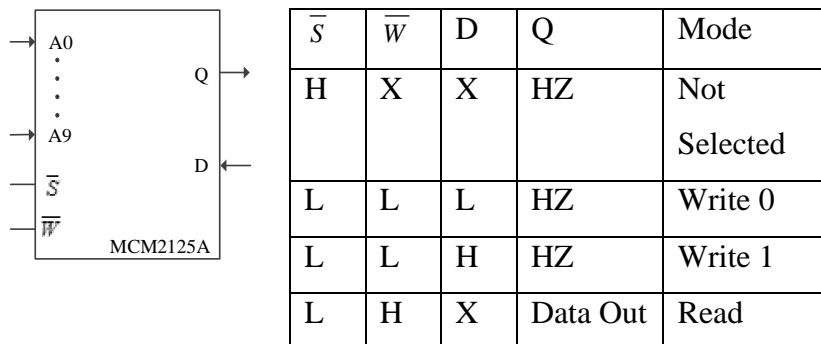 A0
A9
S̅
W̅
Q
D
MCM2125A
S̅ W̅ D Q Mode
H X X HZ Not
Selected
L L L HZ Write 0
L L H HZ Write 1
L H X Data Out Read